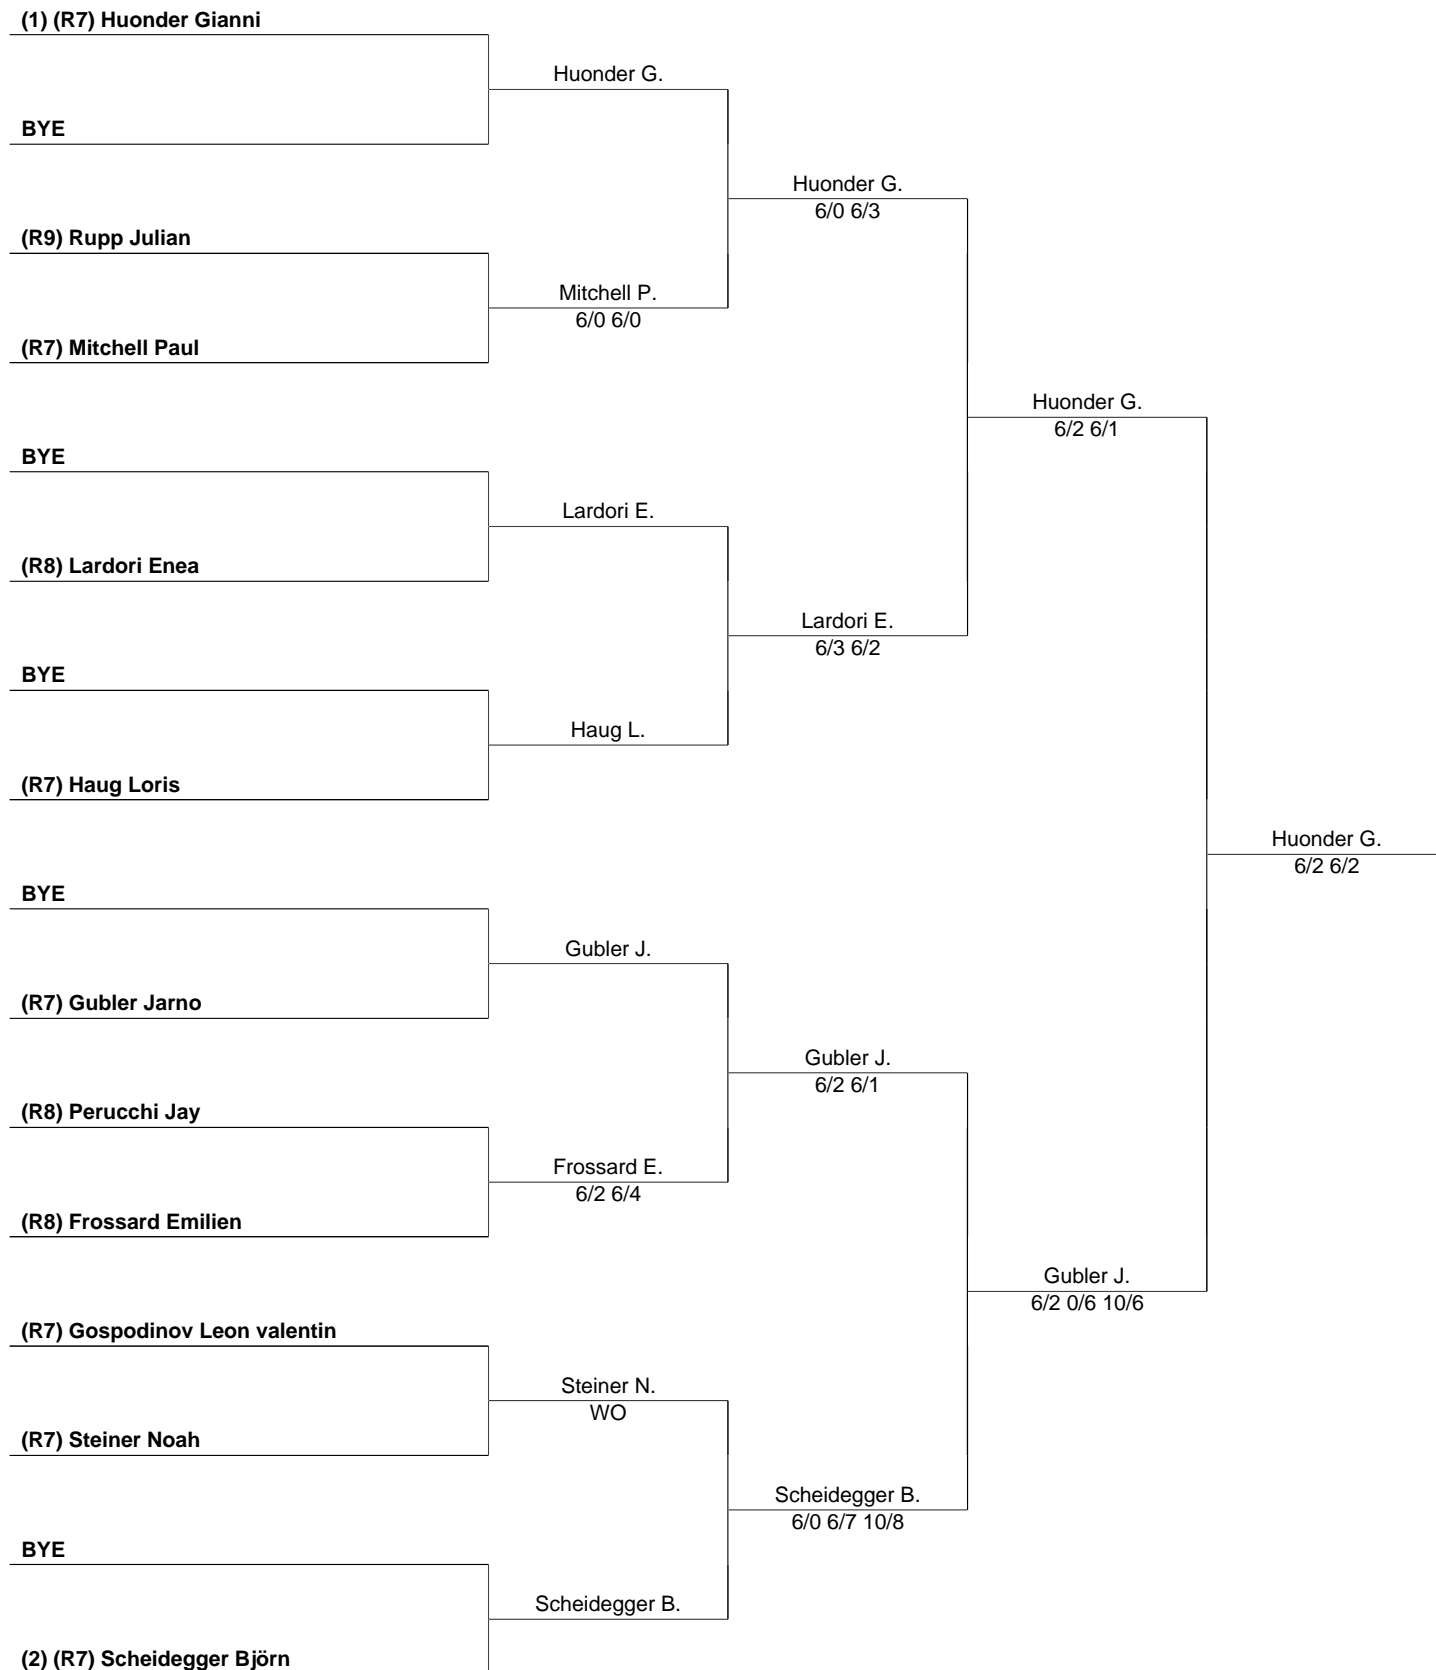 (1) (R7) Huonder Gianni
Huonder G.
BYE
Huonder G.
6/0 6/3
(R9) Rupp Julian
Mitchell P.
6/0 6/0
(R7) Mitchell Paul
Huonder G.
6/2 6/1
BYE
Lardori E.
(R8) Lardori Enea
Lardori E.
6/3 6/2
BYE
Haug L.
(R7) Haug Loris
Huonder G.
6/2 6/2
BYE
Gubler J.
(R7) Gubler Jarno
Gubler J.
6/2 6/1
(R8) Perucchi Jay
Frossard E.
6/2 6/4
(R8) Frossard Emilien
Gubler J.
6/2 0/6 10/6
(R7) Gospodinov Leon valentin
Steiner N.
WO
(R7) Steiner Noah
Scheidegger B.
6/0 6/7 10/8
BYE
Scheidegger B.
(2) (R7) Scheidegger Björn